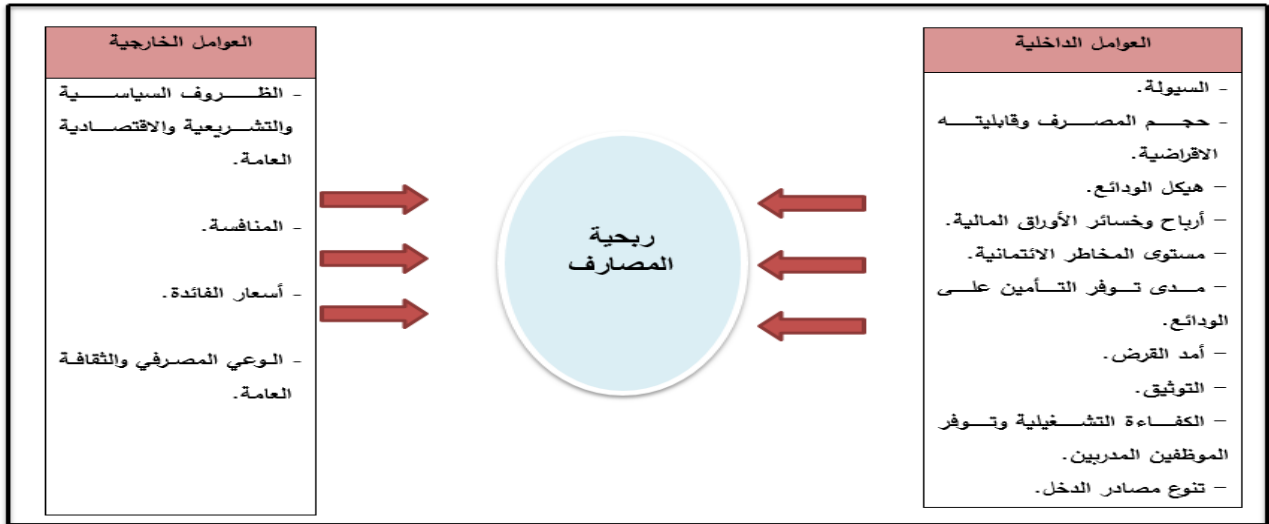 العوامل الداخلية
- السيولة.
- حجم المصرف وقابليته
الاقراضية.
– هيكل الودائع.
– أرباح وخسائر الأوراق المالية.
– مستوى المخاطر الائتمانية.
– مدى توفر التأمين على
الودائع.
– أمد القرض.
– التوثيق.
– الكفاءة التشغيلية وتوفر
الموظفين المدربين.
– تنوع مصادر الدخل.
ربحية
المصارف
العوامل الخارجية
- الظروف السياسية
والتشريعية والاقتصادية
العامة.
- المنافسة.
- أسعار الفائدة.
- الوعي المصرفي والثقافة
العامة.